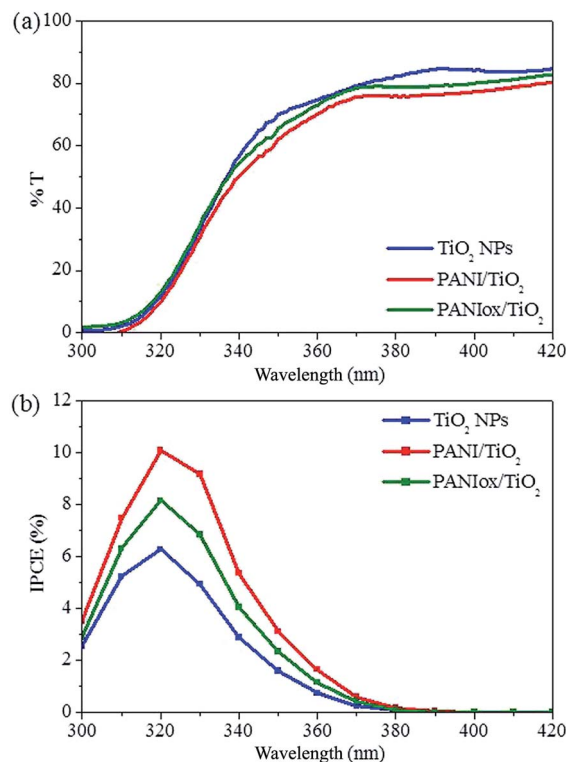 (a)
100
80
60
40
20
0
% T
TiO₂ NPs
PANI/TiO₂
PANIox/TiO₂
300 320 340 360 380 400 420
Wavelength (nm)
(b)
12
10
8
6
4
2
0
IPCE (%)
TiO₂ NPs
PANI/TiO₂
PANIox/TiO₂
300 320 340 360 380 400 420
Wavelength (nm)